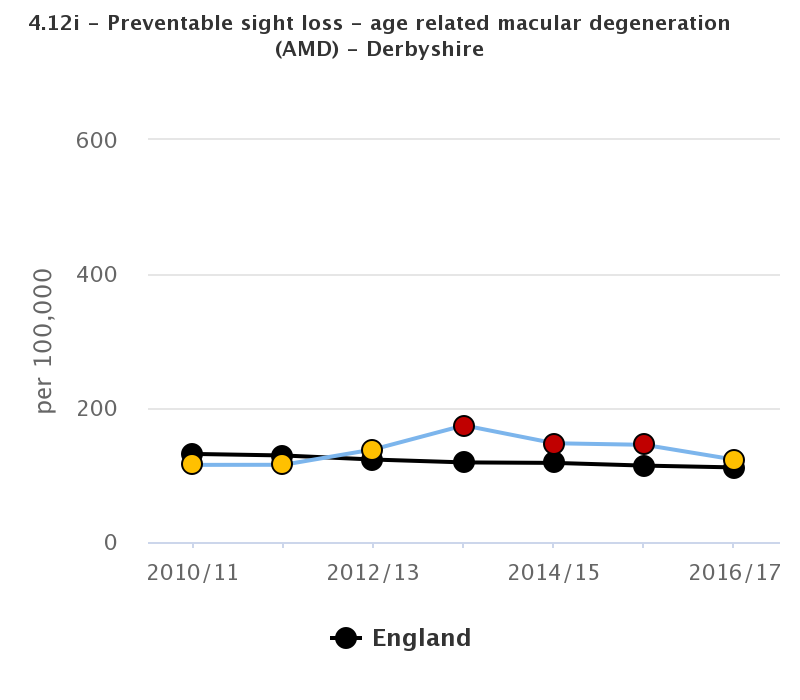 4.12i – Preventable sight loss – age related macular degeneration
(AMD) – Derbyshire
600
400
200
0
per 100,000
2010/11
2012/13
2014/15
2016/17
England